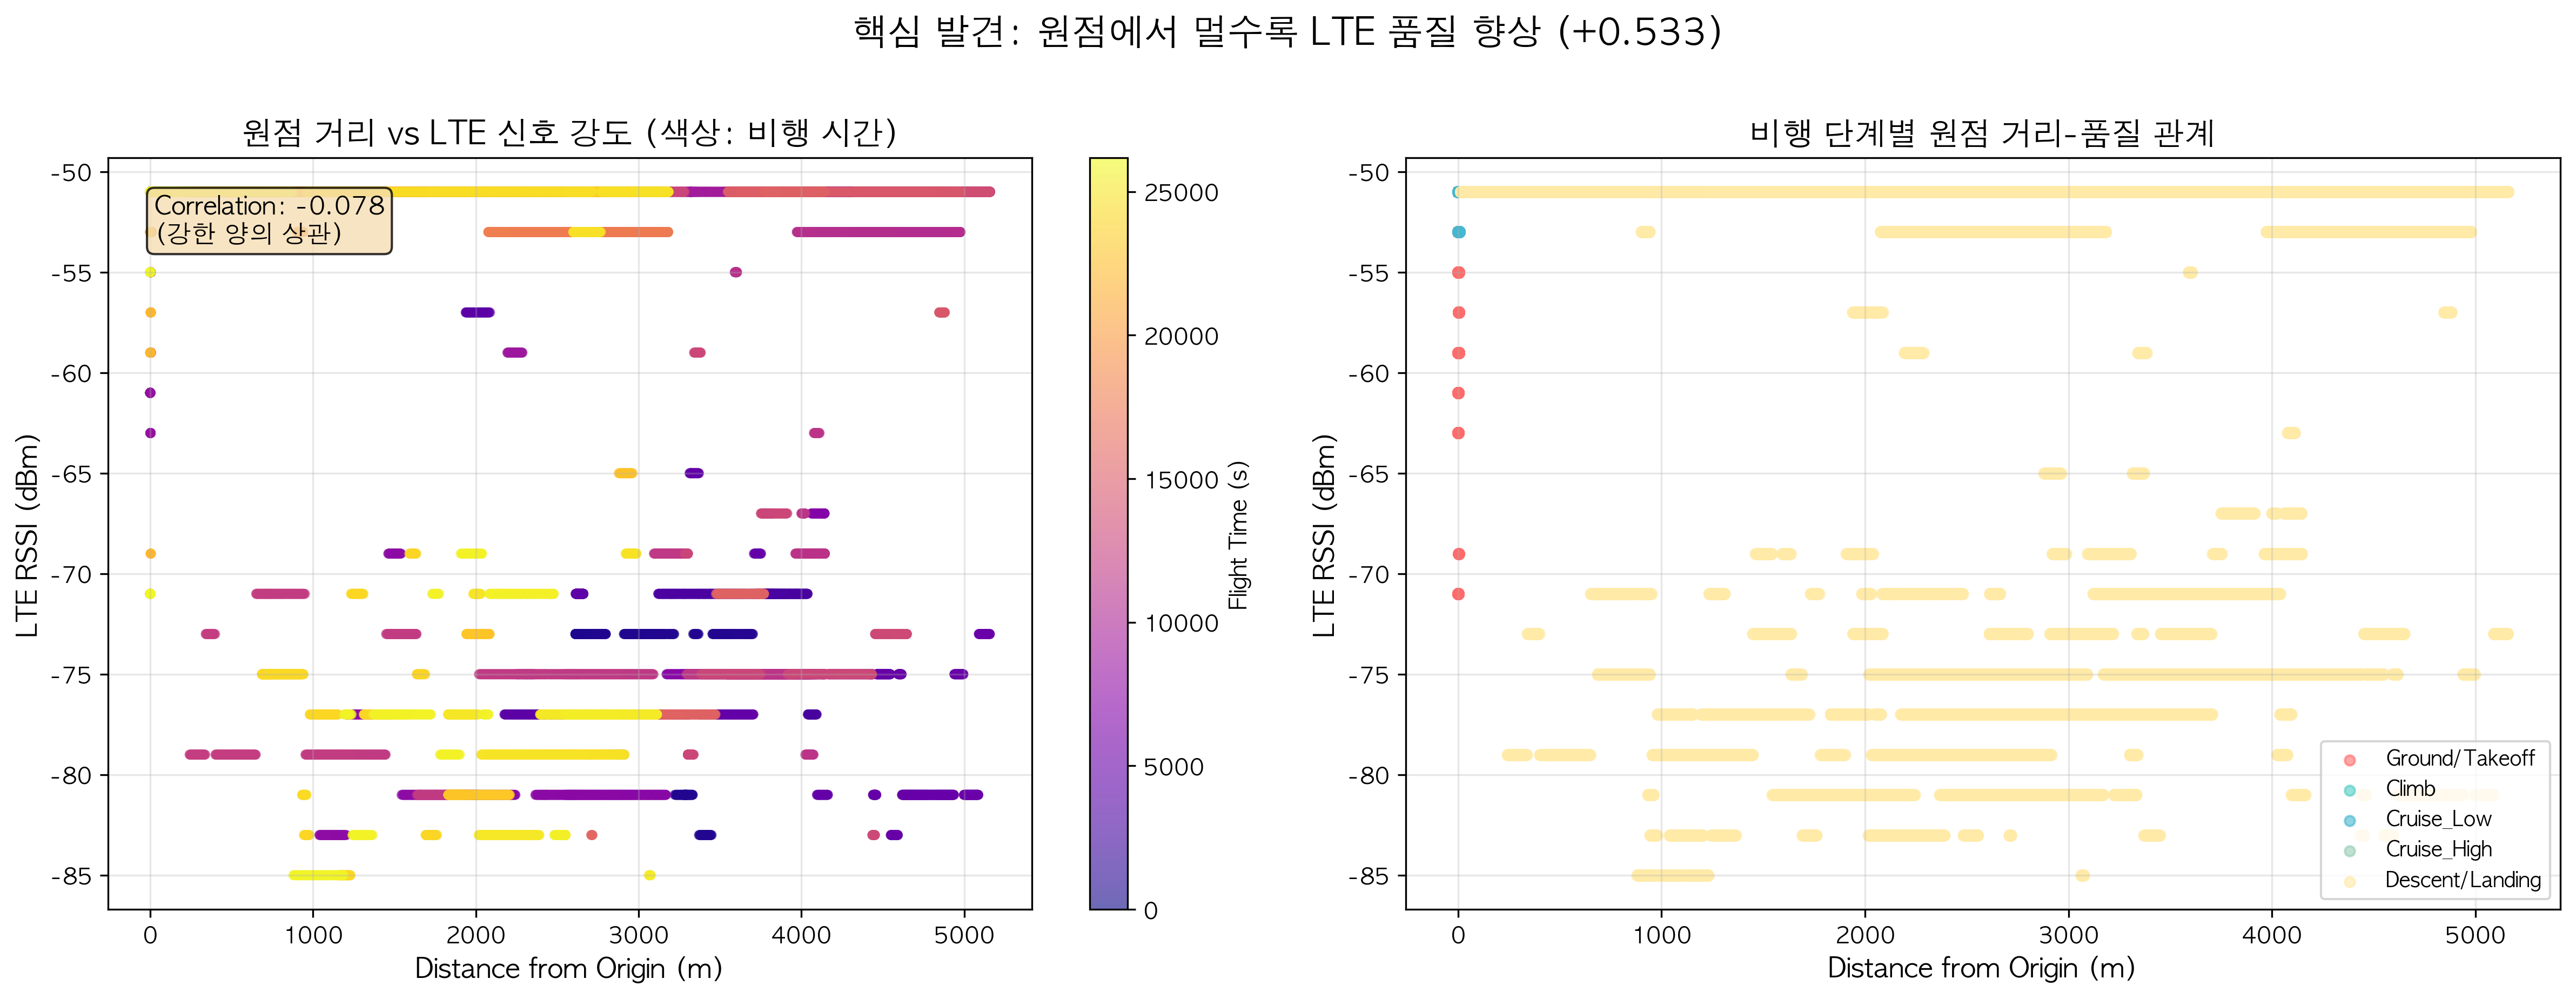 핵심 발견: 원점에서 멀수록 LTE 품질 향상 (+0.533)
원점 거리 vs LTE 신호 강도 (색상: 비행 시간)
-50
-55
-60
-65
-70
-75
-80
-85
LTE RSSI (dBm)
Correlation: -0.078
(강한 양의 상관)
0
1000
2000
3000
4000
5000
Distance from Origin (m)
25000
20000
15000
10000
5000
0
Flight Time (s)
비행 단계별 원점 거리-품질 관계
-50
-55
-60
-65
-70
-75
-80
-85
LTE RSSI (dBm)
Ground/Takeoff
Climb
Cruise_Low
Cruise_High
Descent/Landing
0
1000
2000
3000
4000
5000
Distance from Origin (m)